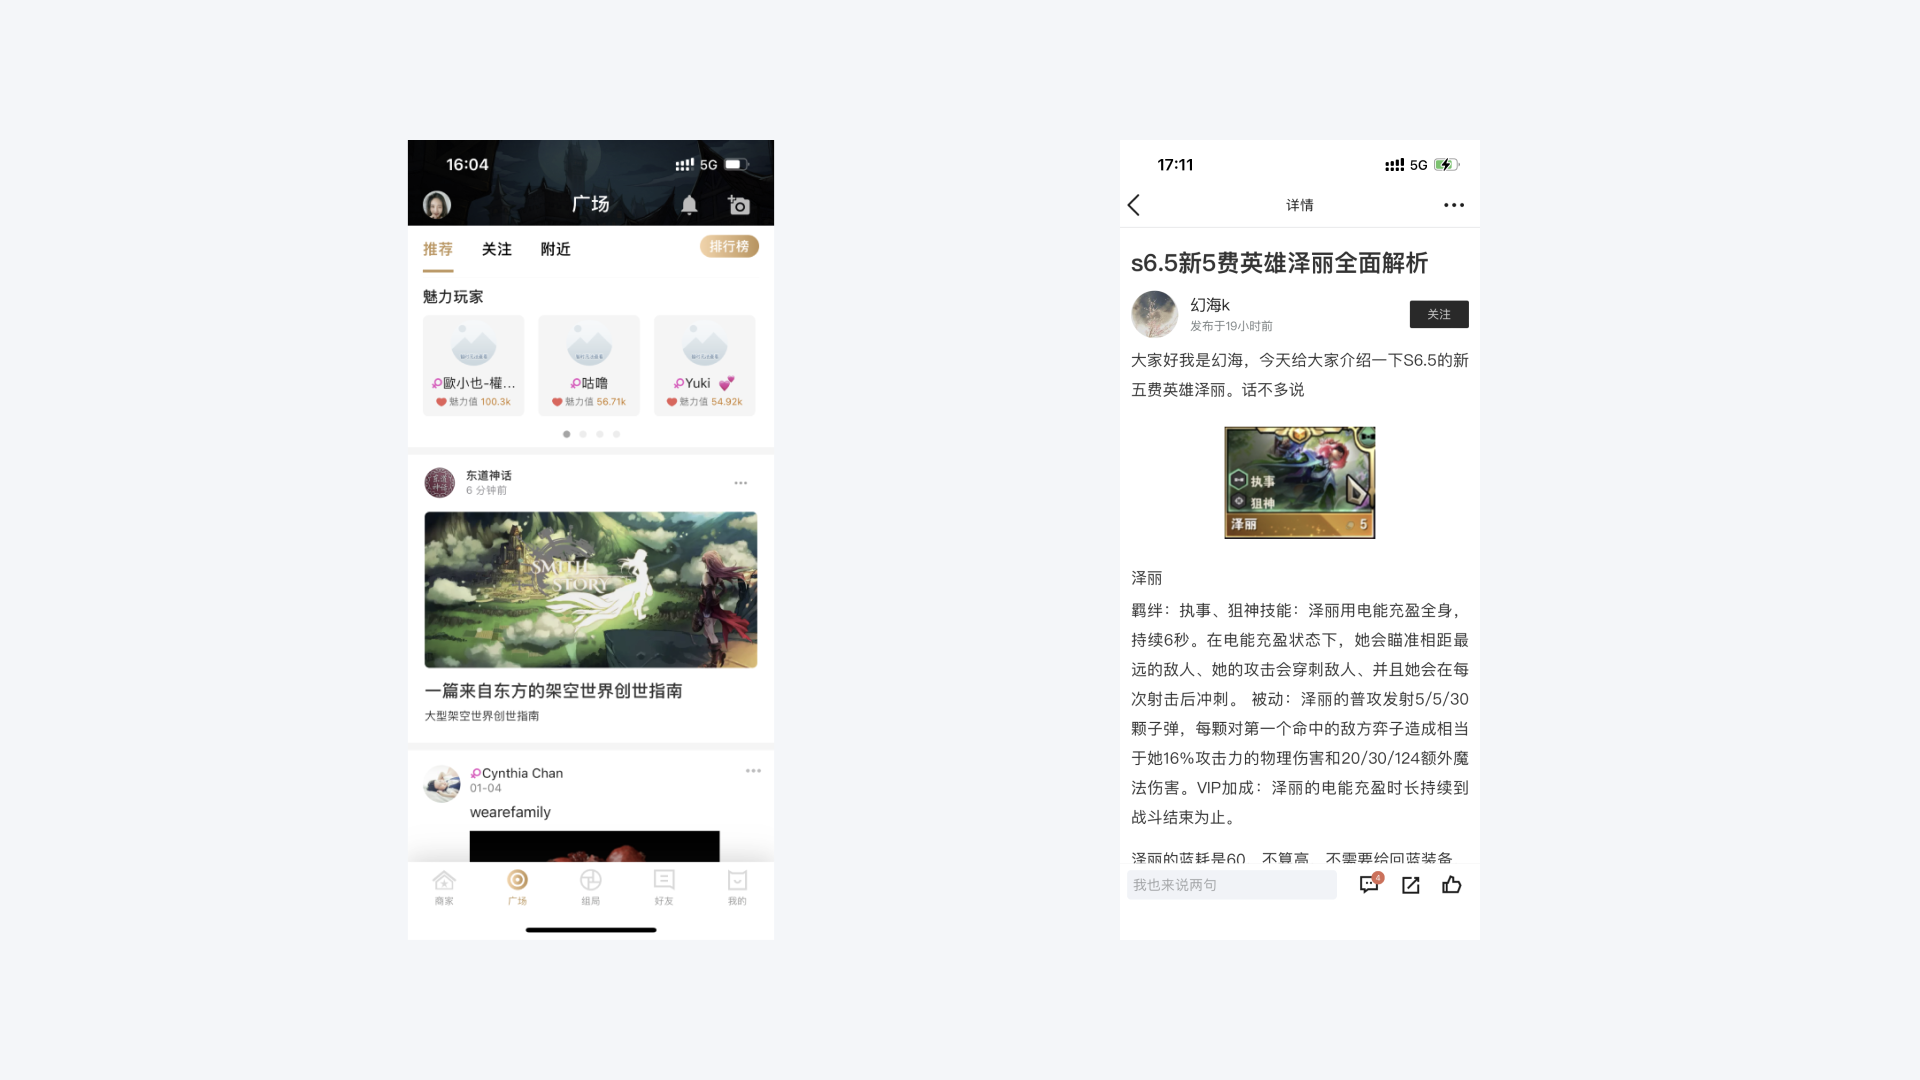 16:04
5G
广场
推荐 关注 附近 排行榜
魅力玩家
歐小也-權...
魅力值 100.3k
咕噜
魅力值 56.71k
Yuki 💕
魅力值 54.92k
东道神话
6 分钟前
SMITH
STORY
一篇来自东方的架空世界创世指南
大型架空世界创世指南
Cynthia Chan
01-04
wearefamily
商家 广场 组局 好友 我的
17:11
5G
详情
s6.5新5费英雄泽丽全面解析
幻海k
发布于19小时前
关注
大家好我是幻海，今天给大家介绍一下S6.5的新
五费英雄泽丽。话不多说
执事
狙神
泽丽 5
泽丽
羁绊：执事、狙神技能：泽丽用电能充盈全身，
持续6秒。在电能充盈状态下，她会瞄准相距最
远的敌人、她的攻击会穿刺敌人、并且她会在每
次射击后冲刺。 被动：泽丽的普攻发射5/5/30
颗子弹，每颗对第一个命中的敌方弈子造成相当
于她16%攻击力的物理伤害和20/30/124额外魔
法伤害。VIP加成：泽丽的电能充盈时长持续到
战斗结束为止。
泽丽的蓝耗是60，不算高，不需要给回蓝装备
我也来说两句
4